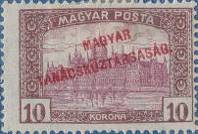 MAGYAR POSTA
MAGYAR
TANÁCSKÖZTÁRSASÁG.
10 KORONA 10